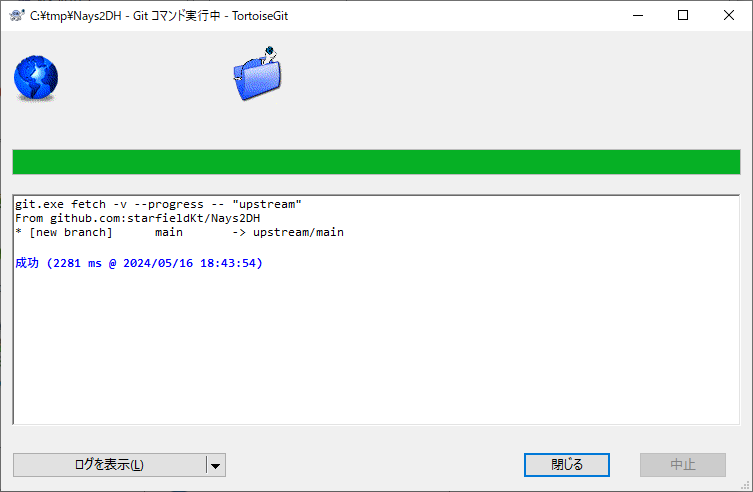 C:¥tmp¥Nays2DH - Git コマンド実行中 - TortoiseGit
git.exe fetch -v --progress -- "upstream"
From github.com:starfieldKt/Nays2DH
* [new branch]      main       -> upstream/main
成功 (2281 ms @ 2024/05/16 18:43:54)
ログを表示(L) 閉じる 中止